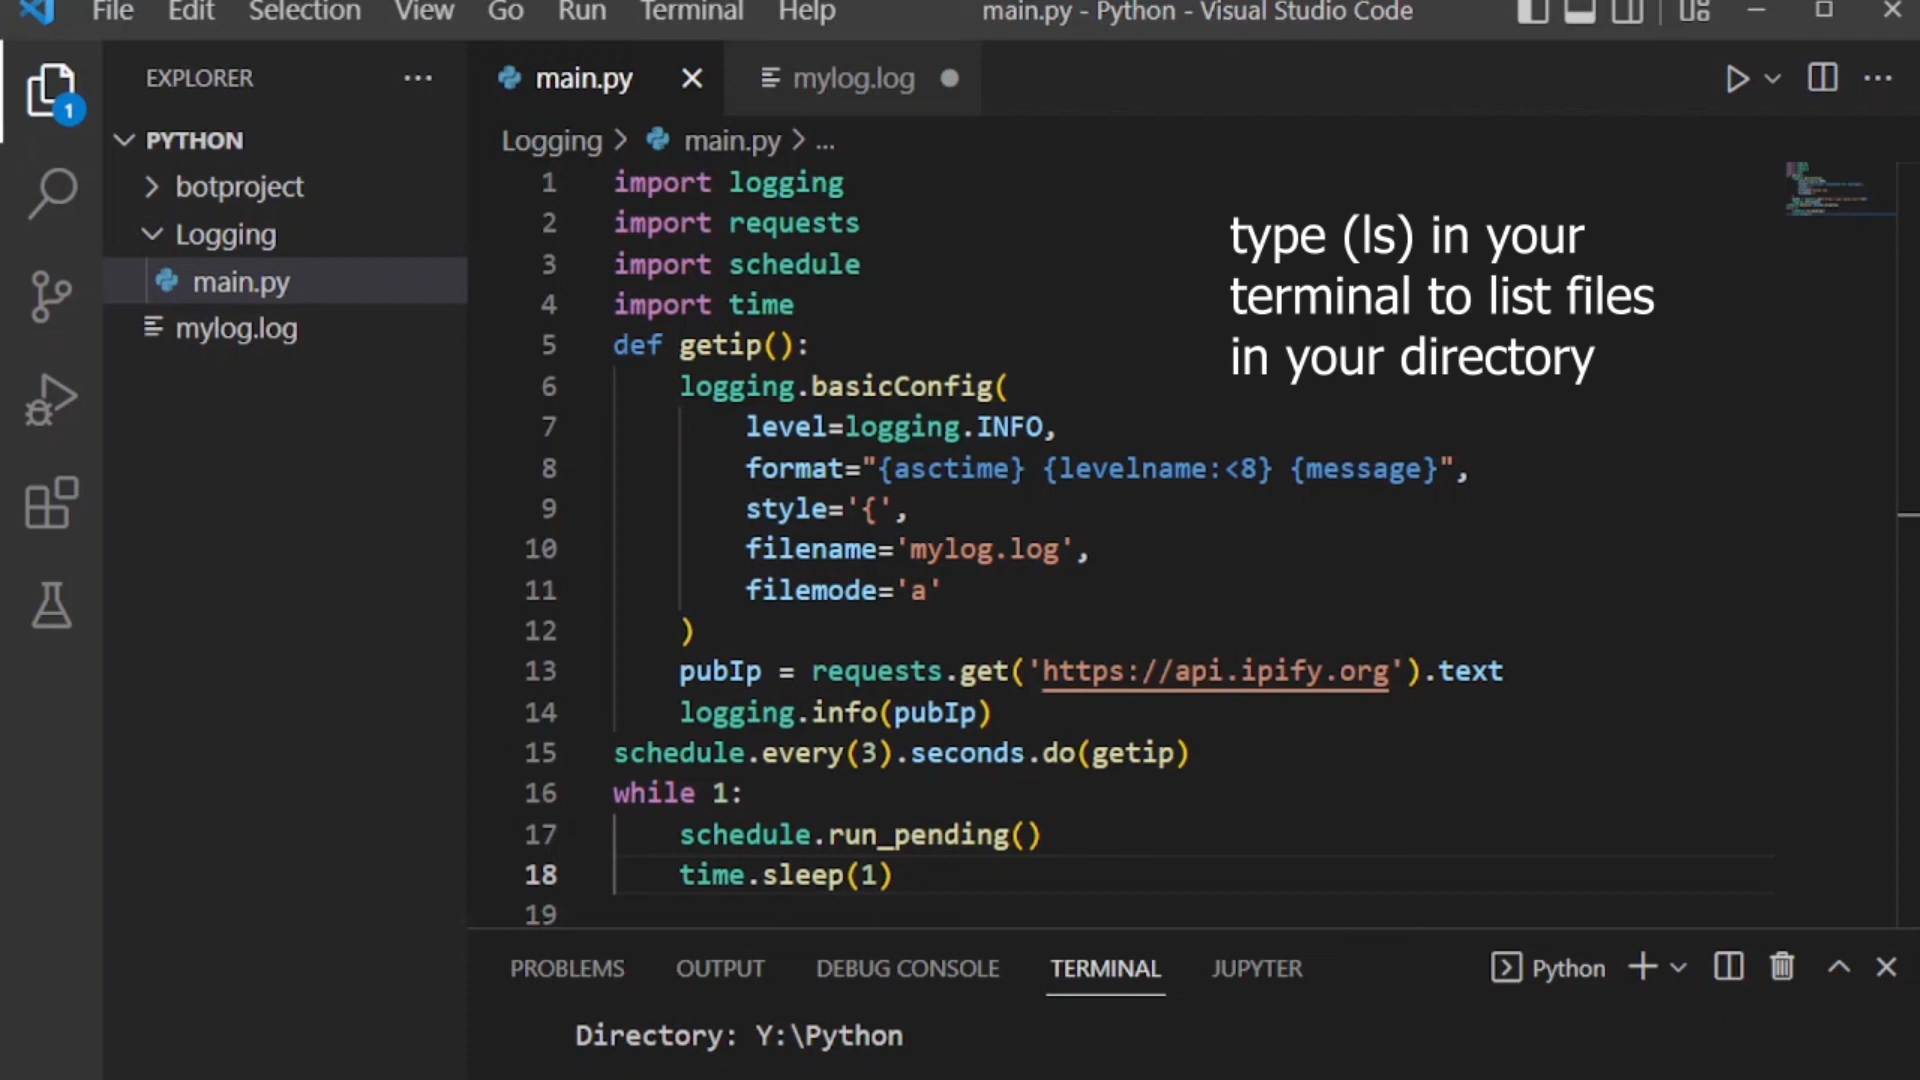 File Edit Selection View Go Run Terminal Help main.py - Python - Visual Studio Code
EXPLORER
1
PYTHON
botproject
Logging
main.py
mylog.log
main.py mylog.log
Logging > main.py > ...
1 import logging
2 import requests
3 import schedule
4 import time
5 def getip():
6 logging.basicConfig(
7 level=logging.INFO,
8 format="{asctime} {levelname:<8} {message}",
9 style='{',
10 filename='mylog.log',
11 filemode='a'
12 )
13 pubIp = requests.get('https://api.ipify.org').text
14 logging.info(pubIp)
15 schedule.every(3).seconds.do(getip)
16 while 1:
17 schedule.run_pending()
18 time.sleep(1)
19
type (ls) in your
terminal to list files
in your directory
PROBLEMS OUTPUT DEBUG CONSOLE TERMINAL JUPYTER Python
Directory: Y:\Python